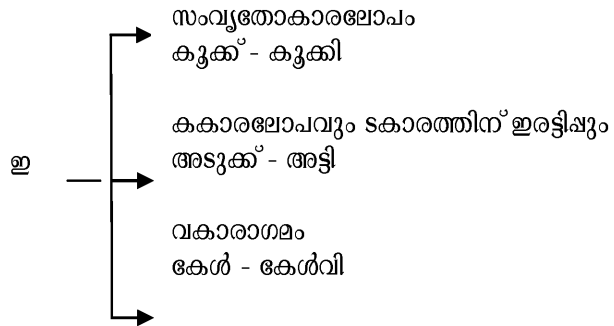 സംവൃതോകാരലോപം
കൂക്ക് - കൂക്കി
കകാരലോപവും ടകാരത്തിന് ഇരട്ടിപ്പും
അടുക്ക് - അട്ടി
ഇ
വകാരാഗമം
കേൾ - കേൾവി